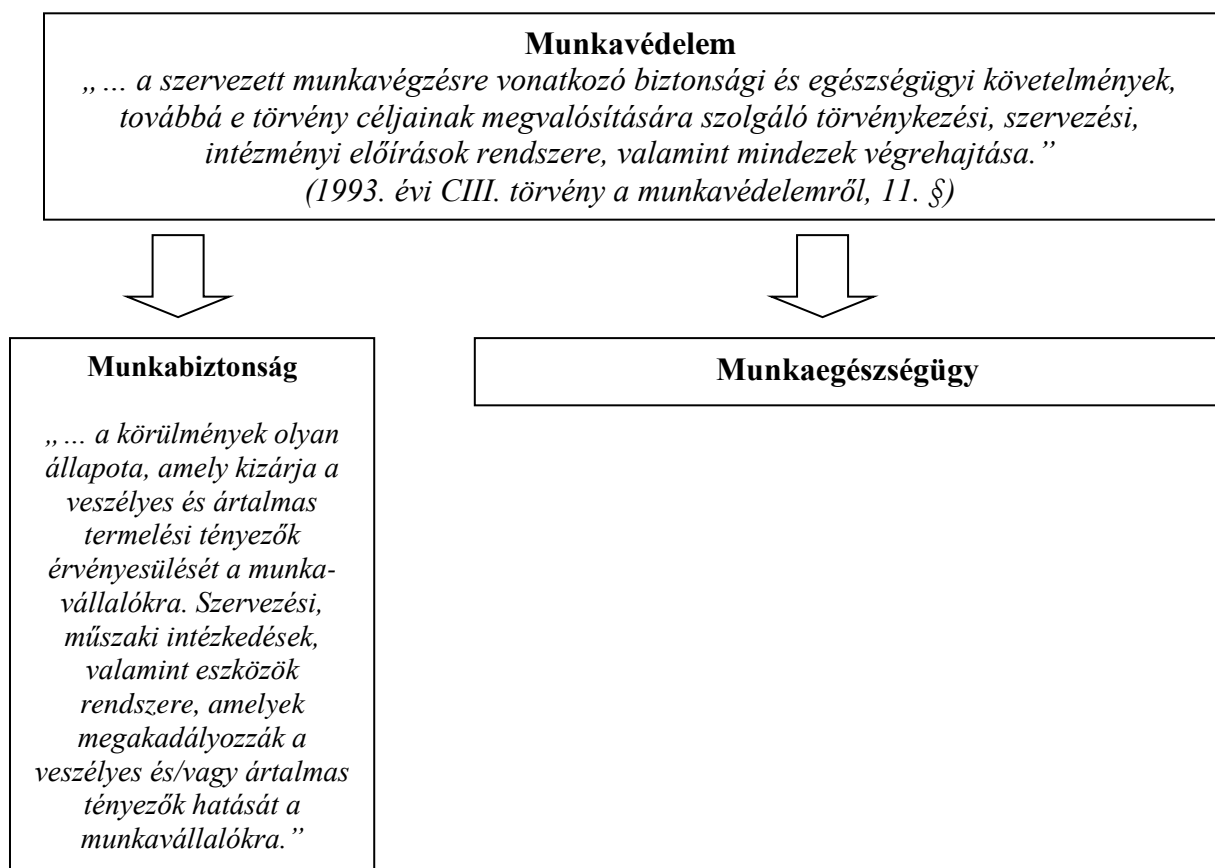 Munkavédelem
„… a szervezett munkavégzésre vonatkozó biztonsági és egészségügyi követelmények,
továbbá e törvény céljainak megvalósítására szolgáló törvénykezési, szervezési,
intézményi előírások rendszere, valamint mindezek végrehajtása.”
(1993. évi CIII. törvény a munkavédelemről, 11. §)
Munkabiztonság
„… a körülmények olyan
állapota, amely kizárja a
veszélyes és ártalmas
termelési tényezők
érvényesülését a munka-
vállalókra. Szervezési,
műszaki intézkedések,
valamint eszközök
rendszere, amelyek
megakadályozzák a
veszélyes és/vagy ártalmas
tényezők hatását a
munkavállalókra.”
Munkaegészségügy